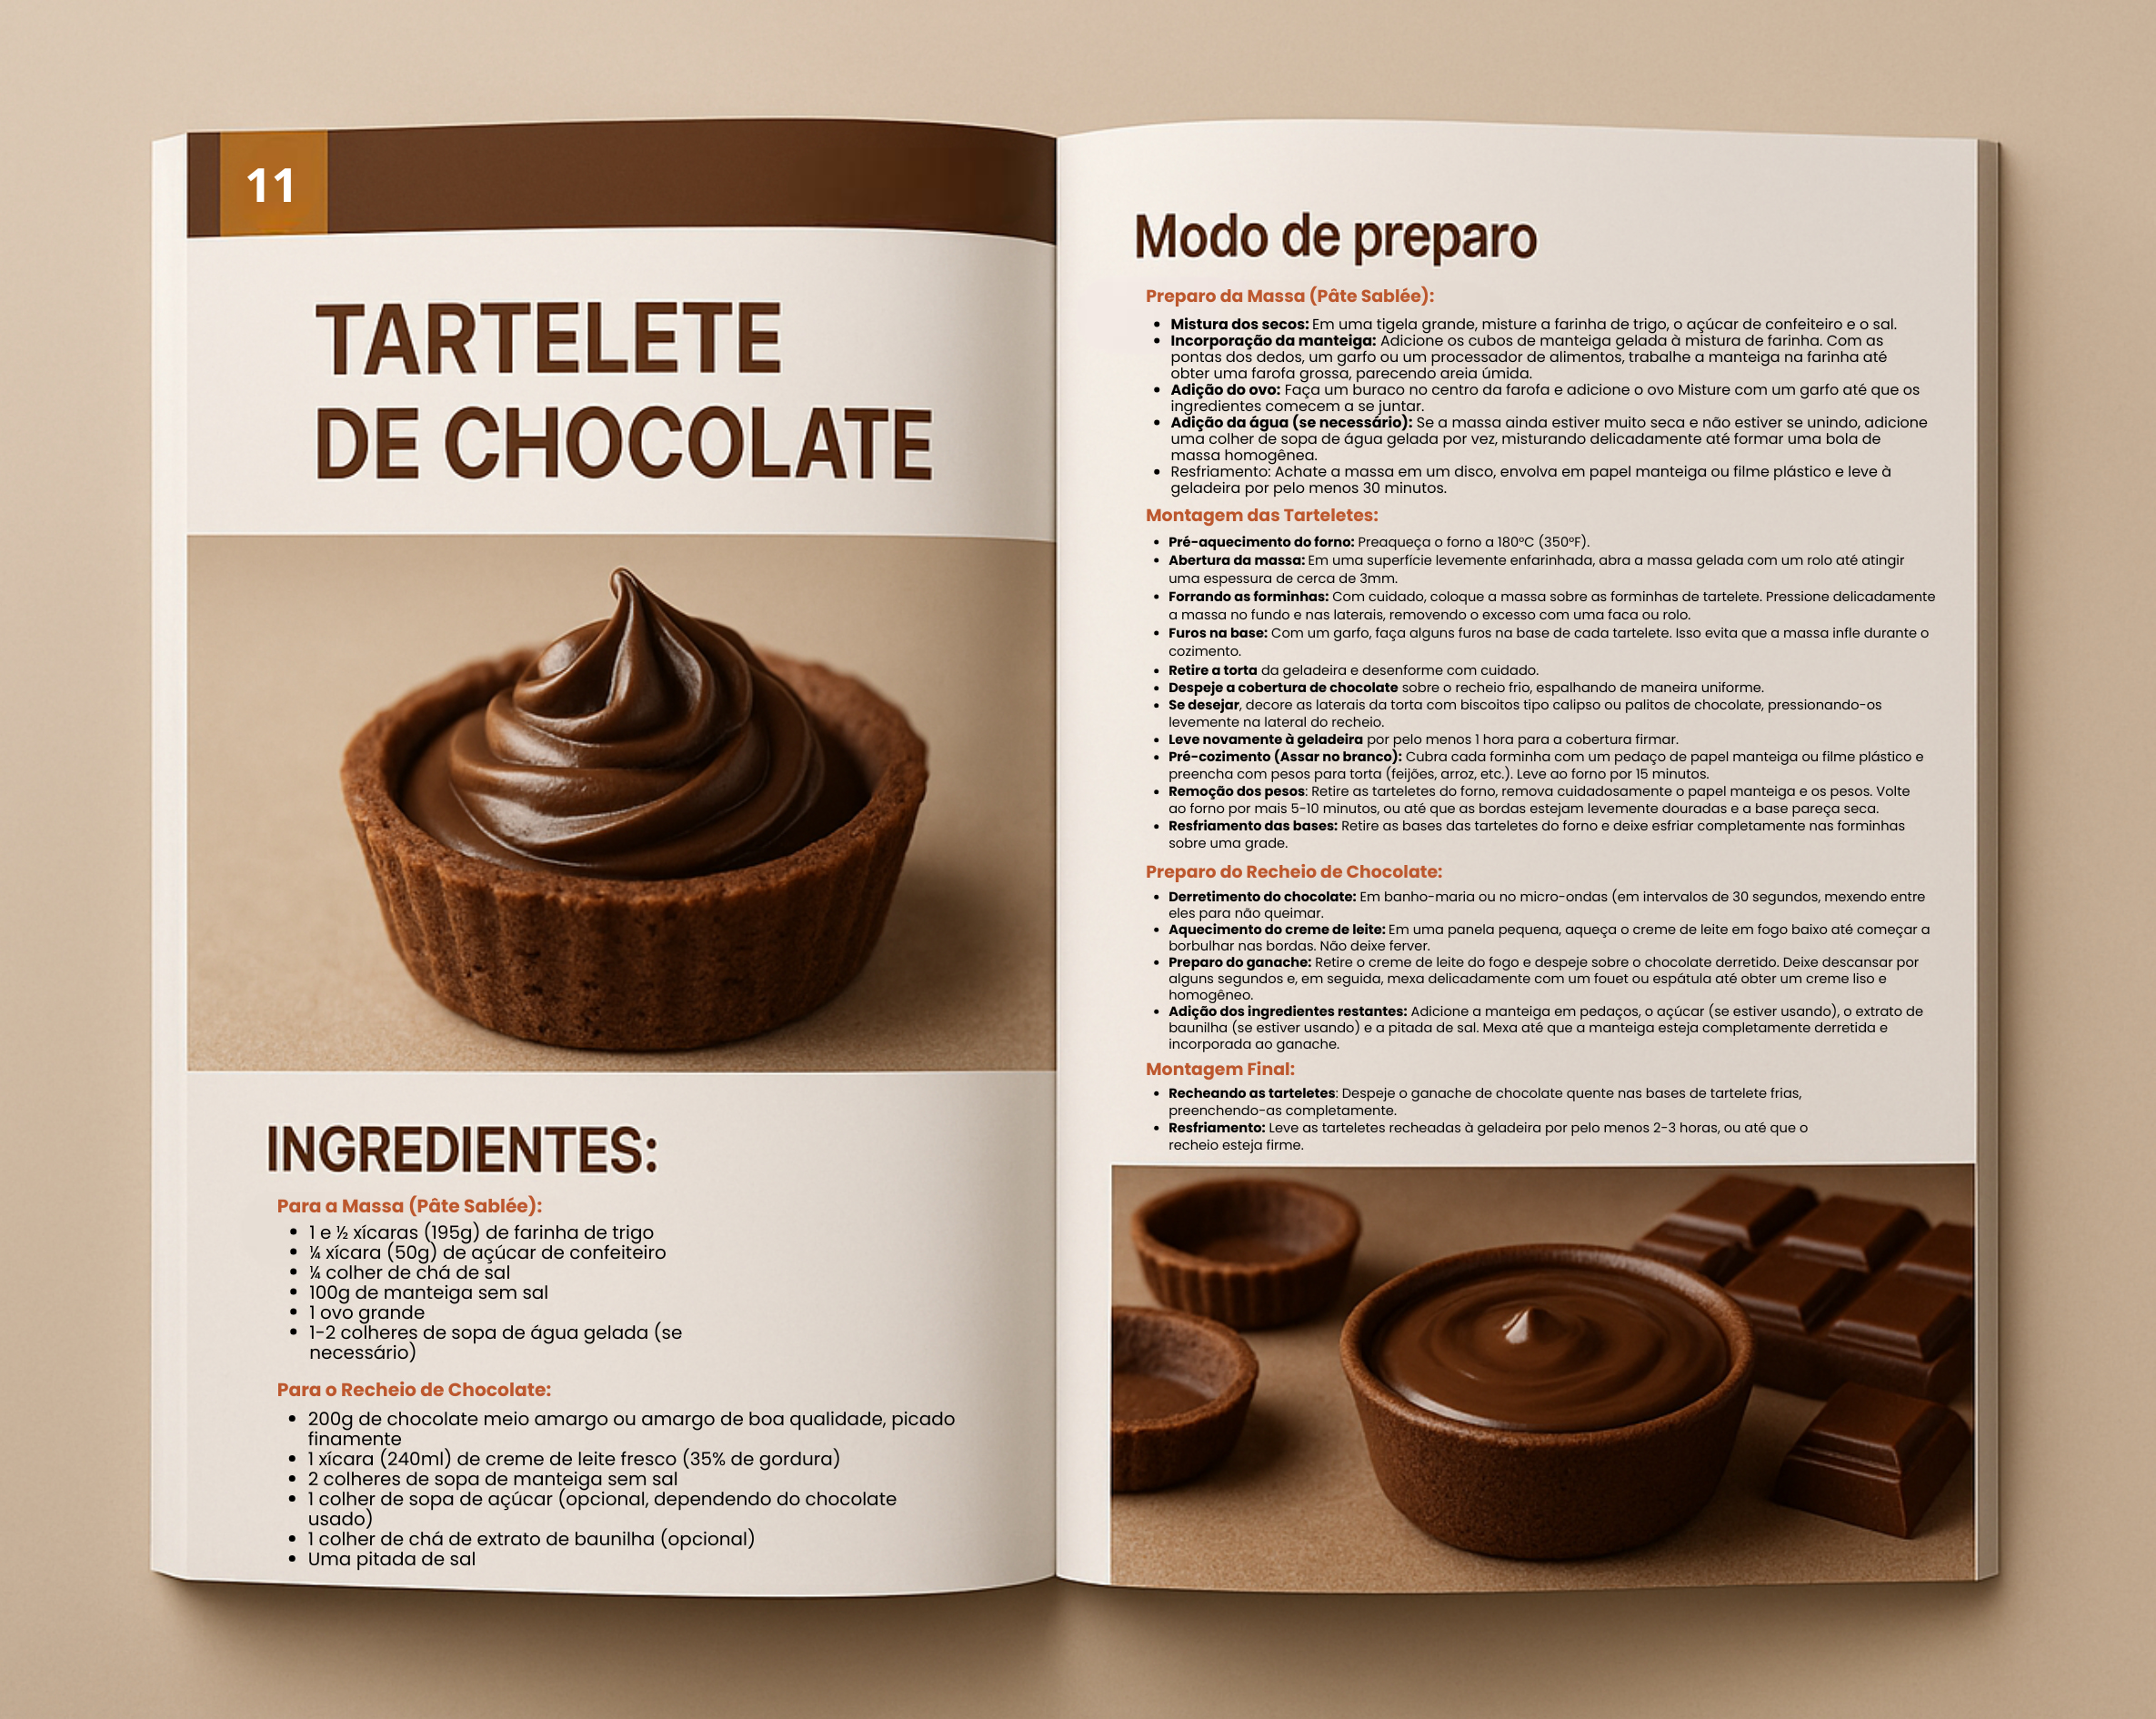 11
TARTELETE
DE CHOCOLATE
INGREDIENTES:
Para a Massa (Pâte Sablée):
• 1 e ½ xícaras (195g) de farinha de trigo
• ¼ xícara (50g) de açúcar de confeiteiro
• ¼ colher de chá de sal
• 100g de manteiga sem sal
• 1 ovo grande
• 1-2 colheres de sopa de água gelada (se
necessário)
Para o Recheio de Chocolate:
• 200g de chocolate meio amargo ou amargo de boa qualidade, picado
finamente
• 1 xícara (240ml) de creme de leite fresco (35% de gordura)
• 2 colheres de sopa de manteiga sem sal
• 1 colher de sopa de açúcar (opcional, dependendo do chocolate
usado)
• 1 colher de chá de extrato de baunilha (opcional)
• Uma pitada de sal
Modo de preparo
Preparo da Massa (Pâte Sablée):
• Mistura dos secos: Em uma tigela grande, misture a farinha de trigo, o açúcar de confeiteiro e o sal.
• Incorporação da manteiga: Adicione os cubos de manteiga gelada à mistura de farinha. Com as
pontas dos dedos, um garfo ou um processador de alimentos, trabalhe a manteiga na farinha até
obter uma farofa grossa, parecendo areia úmida.
• Adição do ovo: Faça um buraco no centro da farofa e adicione o ovo Misture com um garfo até que os
ingredientes comecem a se juntar.
• Adição da água (se necessário): Se a massa ainda estiver muito seca e não estiver se unindo, adicione
uma colher de sopa de água gelada por vez, misturando delicadamente até formar uma bola de
massa homogênea.
• Resfriamento: Achate a massa em um disco, envolva em papel manteiga ou filme plástico e leve à
geladeira por pelo menos 30 minutos.
Montagem das Tarteletes:
• Pré-aquecimento do forno: Preaqueça o forno a 180°C (350°F).
• Abertura da massa: Em uma superfície levemente enfarinhada, abra a massa gelada com um rolo até atingir
uma espessura de cerca de 3mm.
• Forrando as forminhas: Com cuidado, coloque a massa sobre as forminhas de tartelete. Pressione delicadamente
a massa no fundo e nas laterais, removendo o excesso com uma faca ou rolo.
• Furos na base: Com um garfo, faça alguns furos na base de cada tartelete. Isso evita que a massa infle durante o
cozimento.
• Retire a torta da geladeira e desenforme com cuidado.
• Despeje a cobertura de chocolate sobre o recheio frio, espalhando de maneira uniforme.
• Se desejar, decore as laterais da torta com biscoitos tipo calipso ou palitos de chocolate, pressionando-os
levemente na lateral do recheio.
• Leve novamente à geladeira por pelo menos 1 hora para a cobertura firmar.
• Pré-cozimento (Assar no branco): Cubra cada forminha com um pedaço de papel manteiga ou filme plástico e
preencha com pesos para torta (feijões, arroz, etc.). Leve ao forno por 15 minutos.
• Remoção dos pesos: Retire as tarteletes do forno, remova cuidadosamente o papel manteiga e os pesos. Volte
ao forno por mais 5-10 minutos, ou até que as bordas estejam levemente douradas e a base pareça seca.
• Resfriamento das bases: Retire as bases das tarteletes do forno e deixe esfriar completamente nas forminhas
sobre uma grade.
Preparo do Recheio de Chocolate:
• Derretimento do chocolate: Em banho-maria ou no micro-ondas (em intervalos de 30 segundos, mexendo entre
eles para não queimar.
• Aquecimento do creme de leite: Em uma panela pequena, aqueça o creme de leite em fogo baixo até começar a
borbulhar nas bordas. Não deixe ferver.
• Preparo do ganache: Retire o creme de leite do fogo e despeje sobre o chocolate derretido. Deixe descansar por
alguns segundos e, em seguida, mexa delicadamente com um fouet ou espátula até obter um creme liso e
homogêneo.
• Adição dos ingredientes restantes: Adicione a manteiga em pedaços, o açúcar (se estiver usando), o extrato de
baunilha (se estiver usando) e a pitada de sal. Mexa até que a manteiga esteja completamente derretida e
incorporada ao ganache.
Montagem Final:
• Recheando as tarteletes: Despeje o ganache de chocolate quente nas bases de tartelete frias,
preenchendo-as completamente.
• Resfriamento: Leve as tarteletes recheadas à geladeira por pelo menos 2-3 horas, ou até que o
recheio esteja firme.